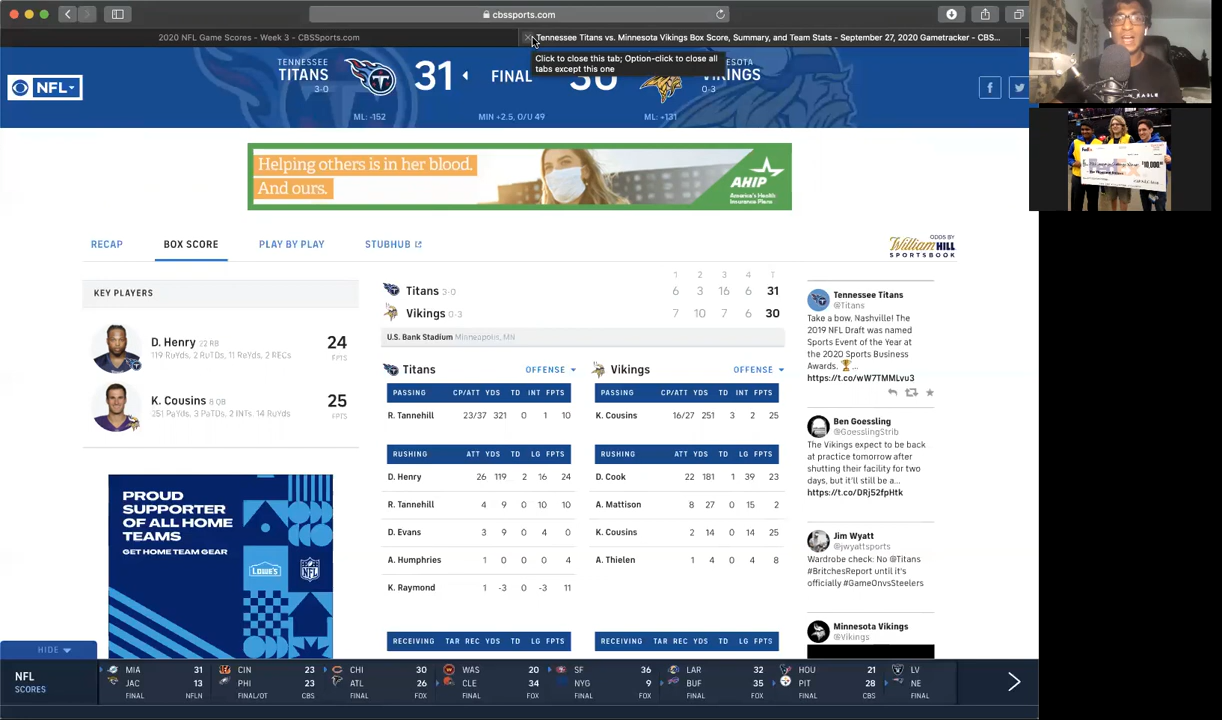 cbssports.com
2020 NFL Game Scores - Week 3 - CBSSports.com
Tennessee Titans vs. Minnesota Vikings Box Score, Summary, and Team Stats - September 27, 2020 Gametracker - CBS...
Click to close this tab; Option-click to close all
tabs except this one
NFL
TENNESSEE
TITANS
3-0
31
FINAL
30
VIKINGS
0-3
ML: -152
MIN +2.5, O/U 49
ML: +131
Helping others is in her blood.
And ours.
AHIP
America's Health
Insurance Plans
RECAP
BOX SCORE
PLAY BY PLAY
STUBHUB
ODDS BY
William HILL
SPORTSBOOK
KEY PLAYERS
D. Henry 22 RB
119 RuYds, 2 RuTDs, 11 ReYds, 2 RECs
24
FPTS
K. Cousins 8 QB
251 PaYds, 3 PaTDs, 2 INTs, 14 RuYds
25
FPTS
PROUD
SUPPORTER
OF ALL HOME
TEAMS
GET HOME TEAM GEAR
LOWE'S
NFL
1 2 3 4 T
Titans 3-0 6 3 16 6 31
Vikings 0-3 7 10 7 6 30
U.S. Bank Stadium Minneapolis, MN
Titans OFFENSE
PASSING CP/ATT YDS TD INT FPTS
R. Tannehill 23/37 321 0 1 10
RUSHING ATT YDS TD LG FPTS
D. Henry 26 119 2 16 24
R. Tannehill 4 9 0 10 10
D. Evans 3 9 0 4 0
A. Humphries 1 0 0 0 4
K. Raymond 1 -3 0 -3 11
RECEIVING TAR REC YDS TD LG FPTS
Vikings OFFENSE
PASSING CP/ATT YDS TD INT FPTS
K. Cousins 16/27 251 3 2 25
RUSHING ATT YDS TD LG FPTS
D. Cook 22 181 1 39 23
A. Mattison 8 27 0 15 2
K. Cousins 2 14 0 14 25
A. Thielen 1 4 0 4 8
RECEIVING TAR REC YDS TD LG FPTS
Tennessee Titans
@Titans
Take a bow, Nashville! The
2019 NFL Draft was named
Sports Event of the Year at
the 2020 Sports Business
Awards. 🏆...
https://t.co/wW7TMMLvu3
Ben Goessling
@GoesslingStrib
The Vikings expect to be back
at practice tomorrow after
shutting their facility for two
days, but it'll still be a...
https://t.co/DRj52fpHtk
Jim Wyatt
@jwyattsports
Wardrobe check: No @Titans
#BritchesReport until it's
officially #GameOnvsSteelers
Minnesota Vikings
@Vikings
HIDE
NFL
SCORES
MIA 31
JAC 13
FINAL NFLN
CIN 23
PHI 23
FINAL/OT CBS
CHI 30
ATL 26
FINAL FOX
WAS 20
CLE 34
FINAL FOX
SF 36
NYG 9
FINAL FOX
LAR 32
BUF 35
FINAL FOX
HOU 21
PIT 28
FINAL CBS
LV
NE
FINAL
FedEx
$10,000